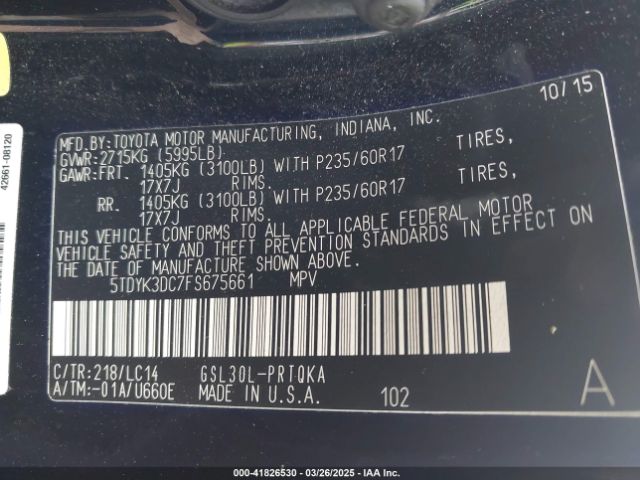 10/15
MFD.BY:TOYOTA MOTOR MANUFACTURING, INDIANA, INC.
GVWR:2715KG (5995LB)
GAWR:FRT. 1405KG (3100LB) WITH P235/60R17 TIRES,
17X7J RIMS.
RR. 1405KG (3100LB) WITH P235/60R17 TIRES,
17X7J RIMS.
THIS VEHICLE CONFORMS TO ALL APPLICABLE FEDERAL MOTOR
VEHICLE SAFETY AND THEFT PREVENTION STANDARDS IN EFFECT ON
THE DATE OF MANUFACTURE SHOWN ABOVE.
5TDYK3DC7FS675661 MPV
C/TR:218/LC14 GSL30L-PRTQKA
A/TM:-01A/U660E MADE IN U.S.A. 102 A
42661-08120
000-41826530 - 03/26/2025 - IAA Inc.